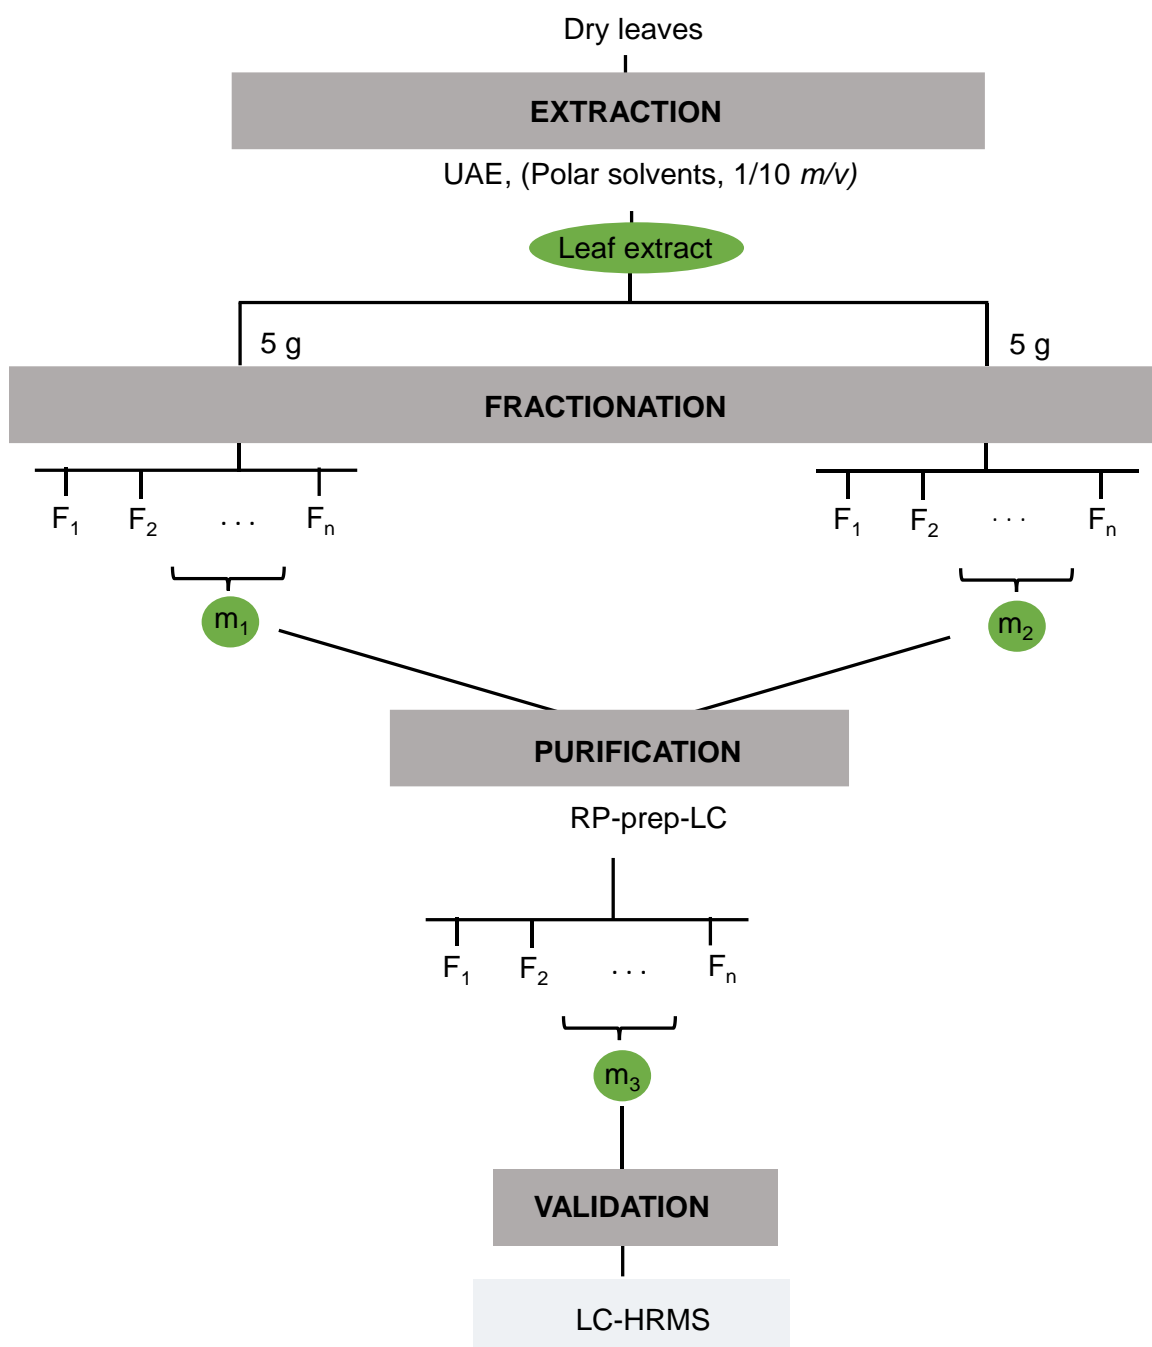 Dry leaves
EXTRACTION
UAE, (Polar solvents, 1/10 m/v)
Leaf extract
5 g 5 g
FRACTIONATION
F1 F2 ... Fn F1 F2 ... Fn
m1 m2
PURIFICATION
RP-prep-LC
F1 F2 ... Fn
m3
VALIDATION
LC-HRMS